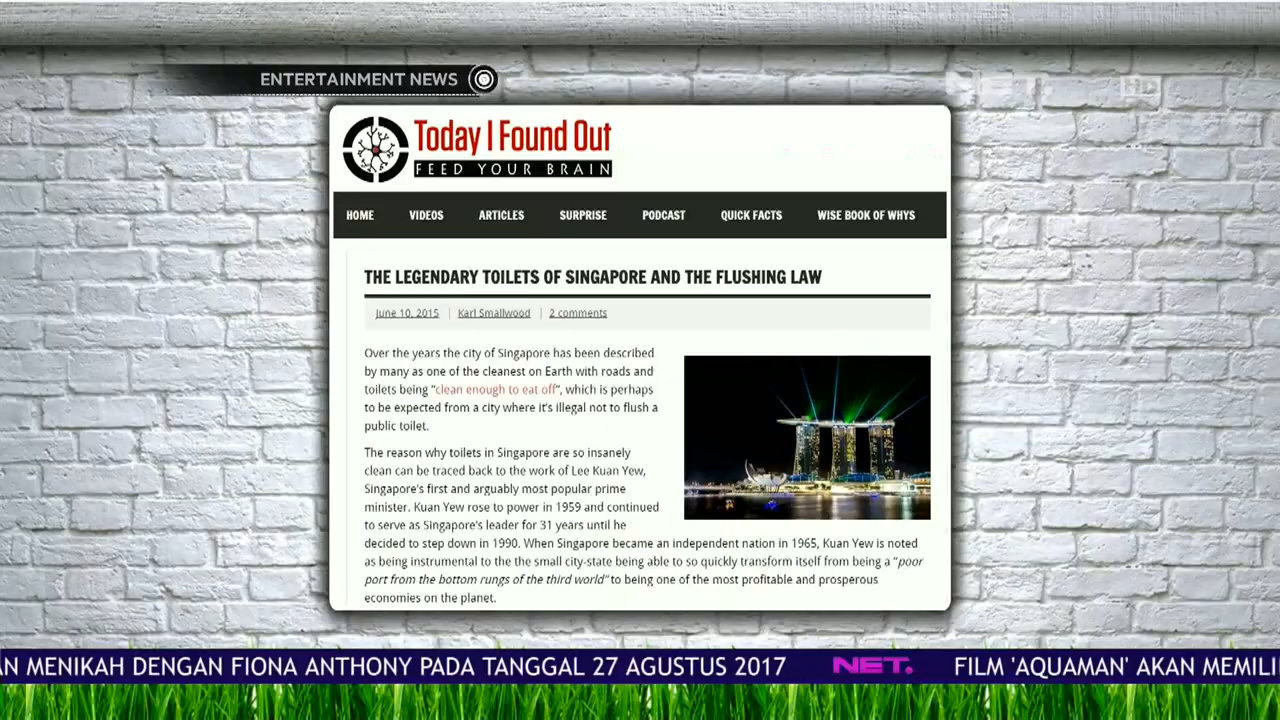 ENTERTAINMENT NEWS
NET.
HD
Today I Found Out
FEED YOUR BRAIN
HOME VIDEOS ARTICLES SURPRISE PODCAST QUICK FACTS WISE BOOK OF WHYS
THE LEGENDARY TOILETS OF SINGAPORE AND THE FLUSHING LAW
June 10, 2015 Karl Smallwood 2 comments
Over the years the city of Singapore has been described
by many as one of the cleanest on Earth with roads and
toilets being "clean enough to eat off", which is perhaps
to be expected from a city where it's illegal not to flush a
public toilet.
The reason why toilets in Singapore are so insanely
clean can be traced back to the work of Lee Kuan Yew,
Singapore's first and arguably most popular prime
minister. Kuan Yew rose to power in 1959 and continued
to serve as Singapore's leader for 31 years until he
decided to step down in 1990. When Singapore became an independent nation in 1965, Kuan Yew is noted
as being instrumental to the the small city-state being able to so quickly transform itself from being a "poor
port from the bottom rungs of the third world" to being one of the most profitable and prosperous
economies on the planet.
AN MENIKAH DENGAN FIONA ANTHONY PADA TANGGAL 27 AGUSTUS 2017 NET. FILM 'AQUAMAN' AKAN MEMILI